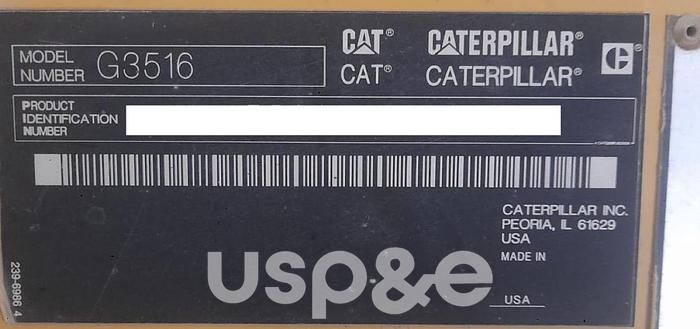 MODEL
NUMBER G3516
CAT® CATERPILLAR®
CAT® CATERPILLAR®
PRODUCT
IDENTIFICATION
NUMBER
CATERPILLAR INC.
PEORIA, IL 61629
USA
MADE IN
USA
239-6986 4
usp&e